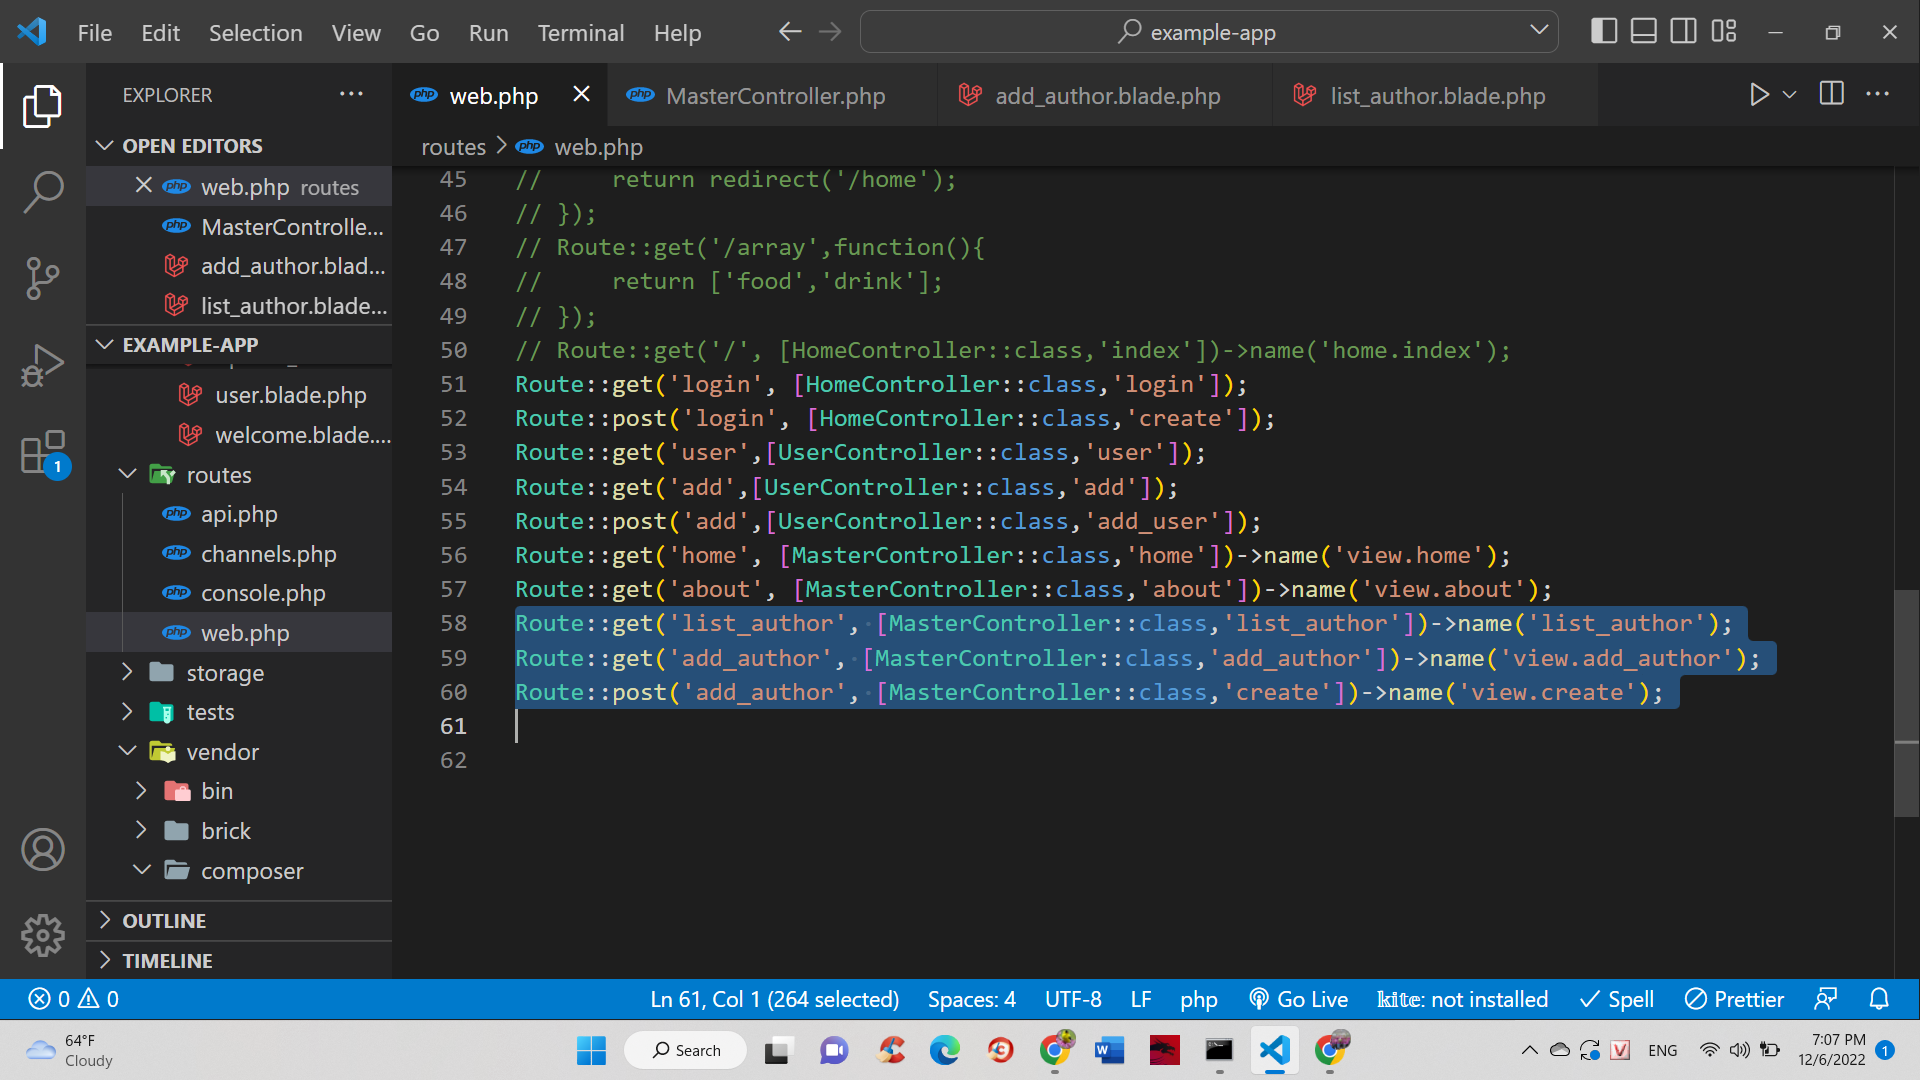 File Edit Selection View Go Run Terminal Help
example-app
EXPLORER
web.php
MasterController.php
add_author.blade.php
list_author.blade.php
OPEN EDITORS
web.php routes
MasterControlle...
add_author.blad...
list_author.blade...
EXAMPLE-APP
user.blade.php
welcome.blade....
routes
api.php
channels.php
console.php
web.php
storage
tests
vendor
bin
brick
composer
OUTLINE
TIMELINE
1
routes > web.php
45 //     return redirect('/home');
46 // });
47 // Route::get('/array',function(){
48 //     return ['food','drink'];
49 // });
50 // Route::get('/', [HomeController::class,'index'])->name('home.index');
51 Route::get('login', [HomeController::class,'login']);
52 Route::post('login', [HomeController::class,'create']);
53 Route::get('user',[UserController::class,'user']);
54 Route::get('add',[UserController::class,'add']);
55 Route::post('add',[UserController::class,'add_user']);
56 Route::get('home', [MasterController::class,'home'])->name('view.home');
57 Route::get('about', [MasterController::class,'about'])->name('view.about');
58 Route::get('list_author', [MasterController::class,'list_author'])->name('list_author');
59 Route::get('add_author', [MasterController::class,'add_author'])->name('view.add_author');
60 Route::post('add_author', [MasterController::class,'create'])->name('view.create');
61
62
0 0 Ln 61, Col 1 (264 selected) Spaces: 4 UTF-8 LF php Go Live kite: not installed Spell Prettier
64°F
Cloudy
Search
ENG
7:07 PM
12/6/2022
1